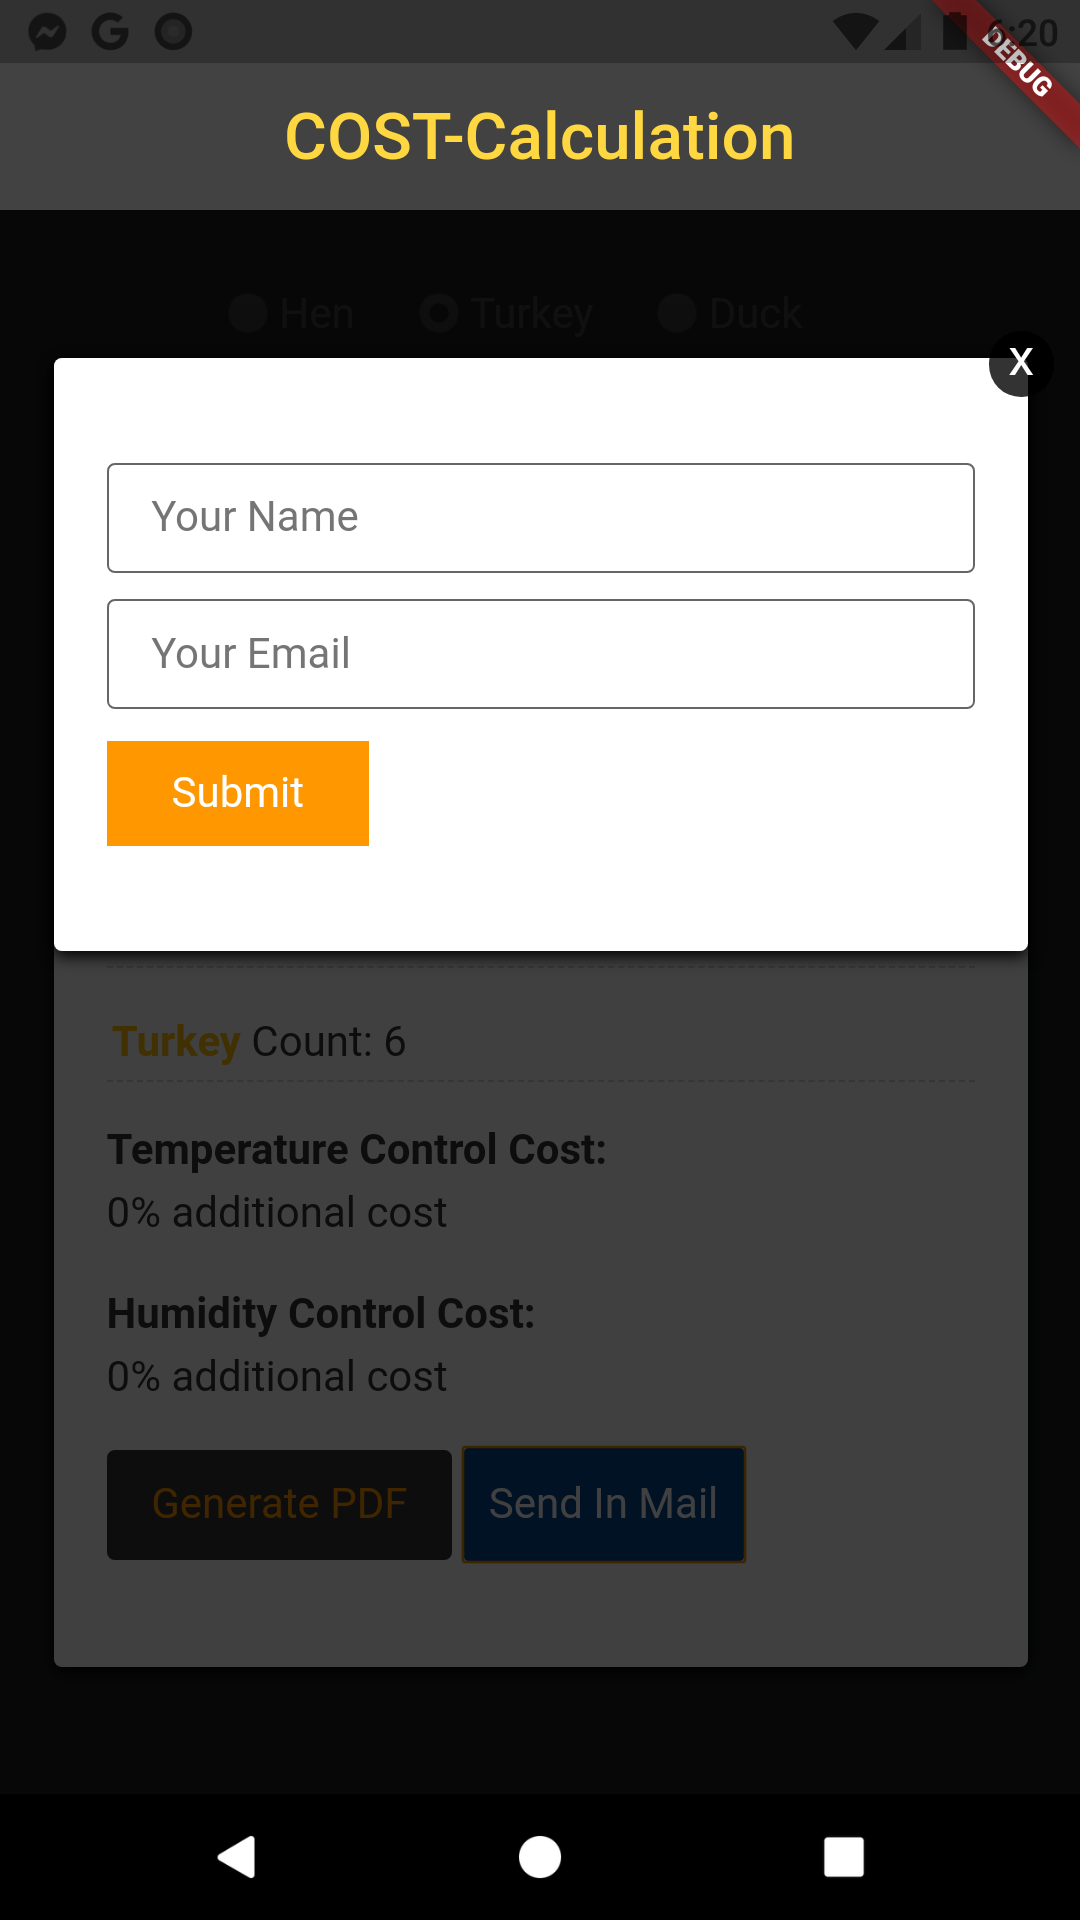 6:20
DEBUG
COST-Calculation
Hen Turkey Duck
X
Your Name
Your Email
Submit
Turkey Count: 6
Temperature Control Cost:
0% additional cost
Humidity Control Cost:
0% additional cost
Generate PDF Send In Mail